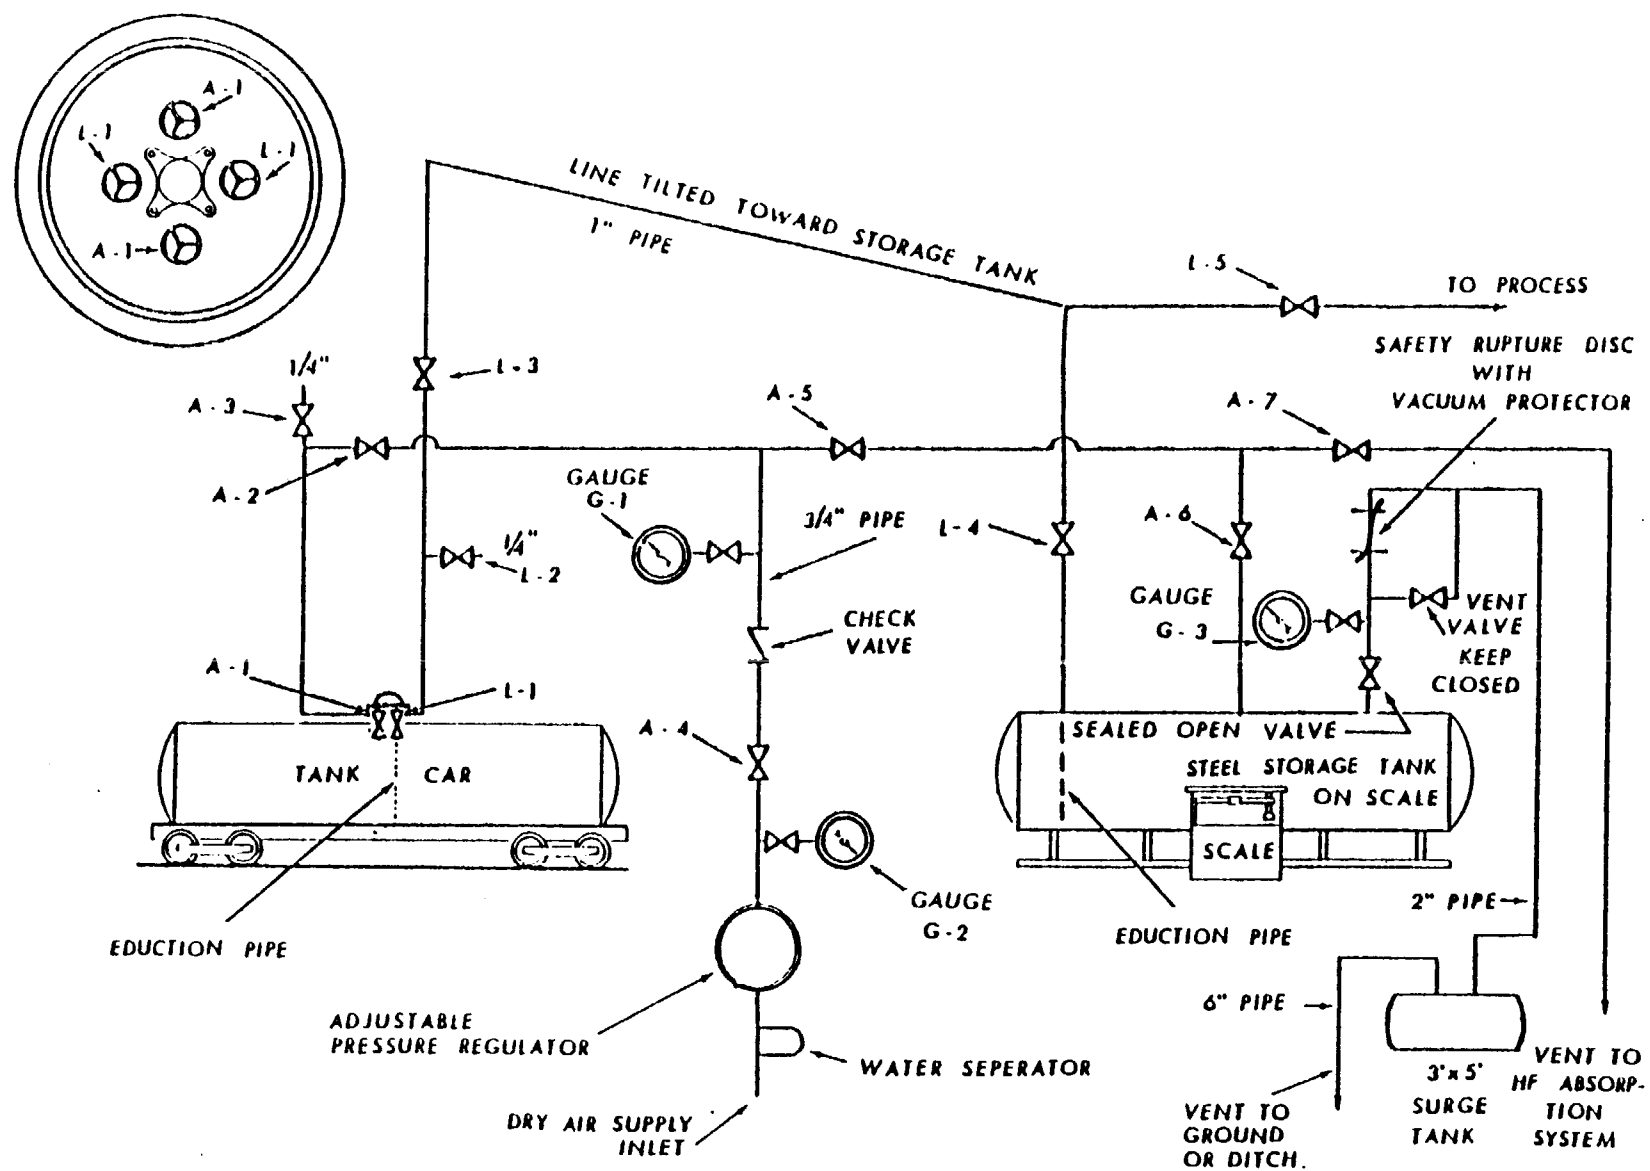 A-1
L-1
L-1
A-1
LINE TILTED TOWARD STORAGE TANK
1" PIPE
L-5
TO PROCESS
SAFETY RUPTURE DISC
WITH
VACUUM PROTECTOR
1/4"
A-3
L-3
A-5
A-7
A-2
GAUGE
G-1
3/4" PIPE
L-4
A-6
1/4"
L-2
GAUGE
G-3
VENT
VALVE
KEEP
CLOSED
CHECK
VALVE
A-1
L-1
A-4
SEALED OPEN VALVE
TANK CAR
STEEL STORAGE TANK
ON SCALE
SCALE
GAUGE
G-2
2" PIPE
EDUCTION PIPE
EDUCTION PIPE
6" PIPE
ADJUSTABLE
PRESSURE REGULATOR
WATER SEPERATOR
3'x5'
SURGE
TANK
VENT TO
HF ABSORP-
TION
SYSTEM
DRY AIR SUPPLY
INLET
VENT TO
GROUND
OR DITCH.